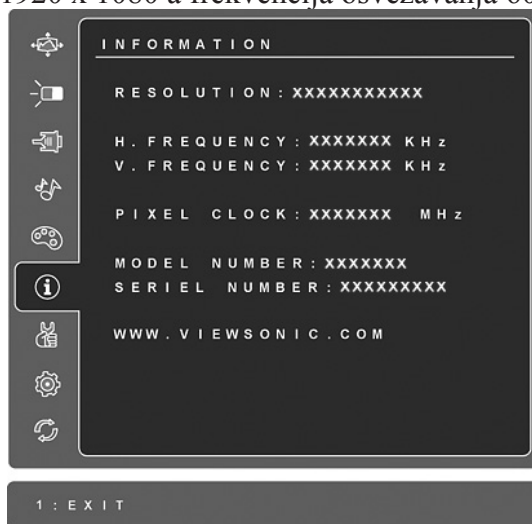 1920 x 1080 a frekvencija osvežavanja 60
INFORMATION
RESOLUTION: XXXXXXXXXXX
H. FREQUENCY: XXXXXXX KHz
V. FREQUENCY: XXXXXXX KHz
PIXEL CLOCK: XXXXXXX MHz
MODEL NUMBER: XXXXXXX
SERIEL NUMBER: XXXXXXXXX
WWW.VIEWSONIC.COM
1:EXIT